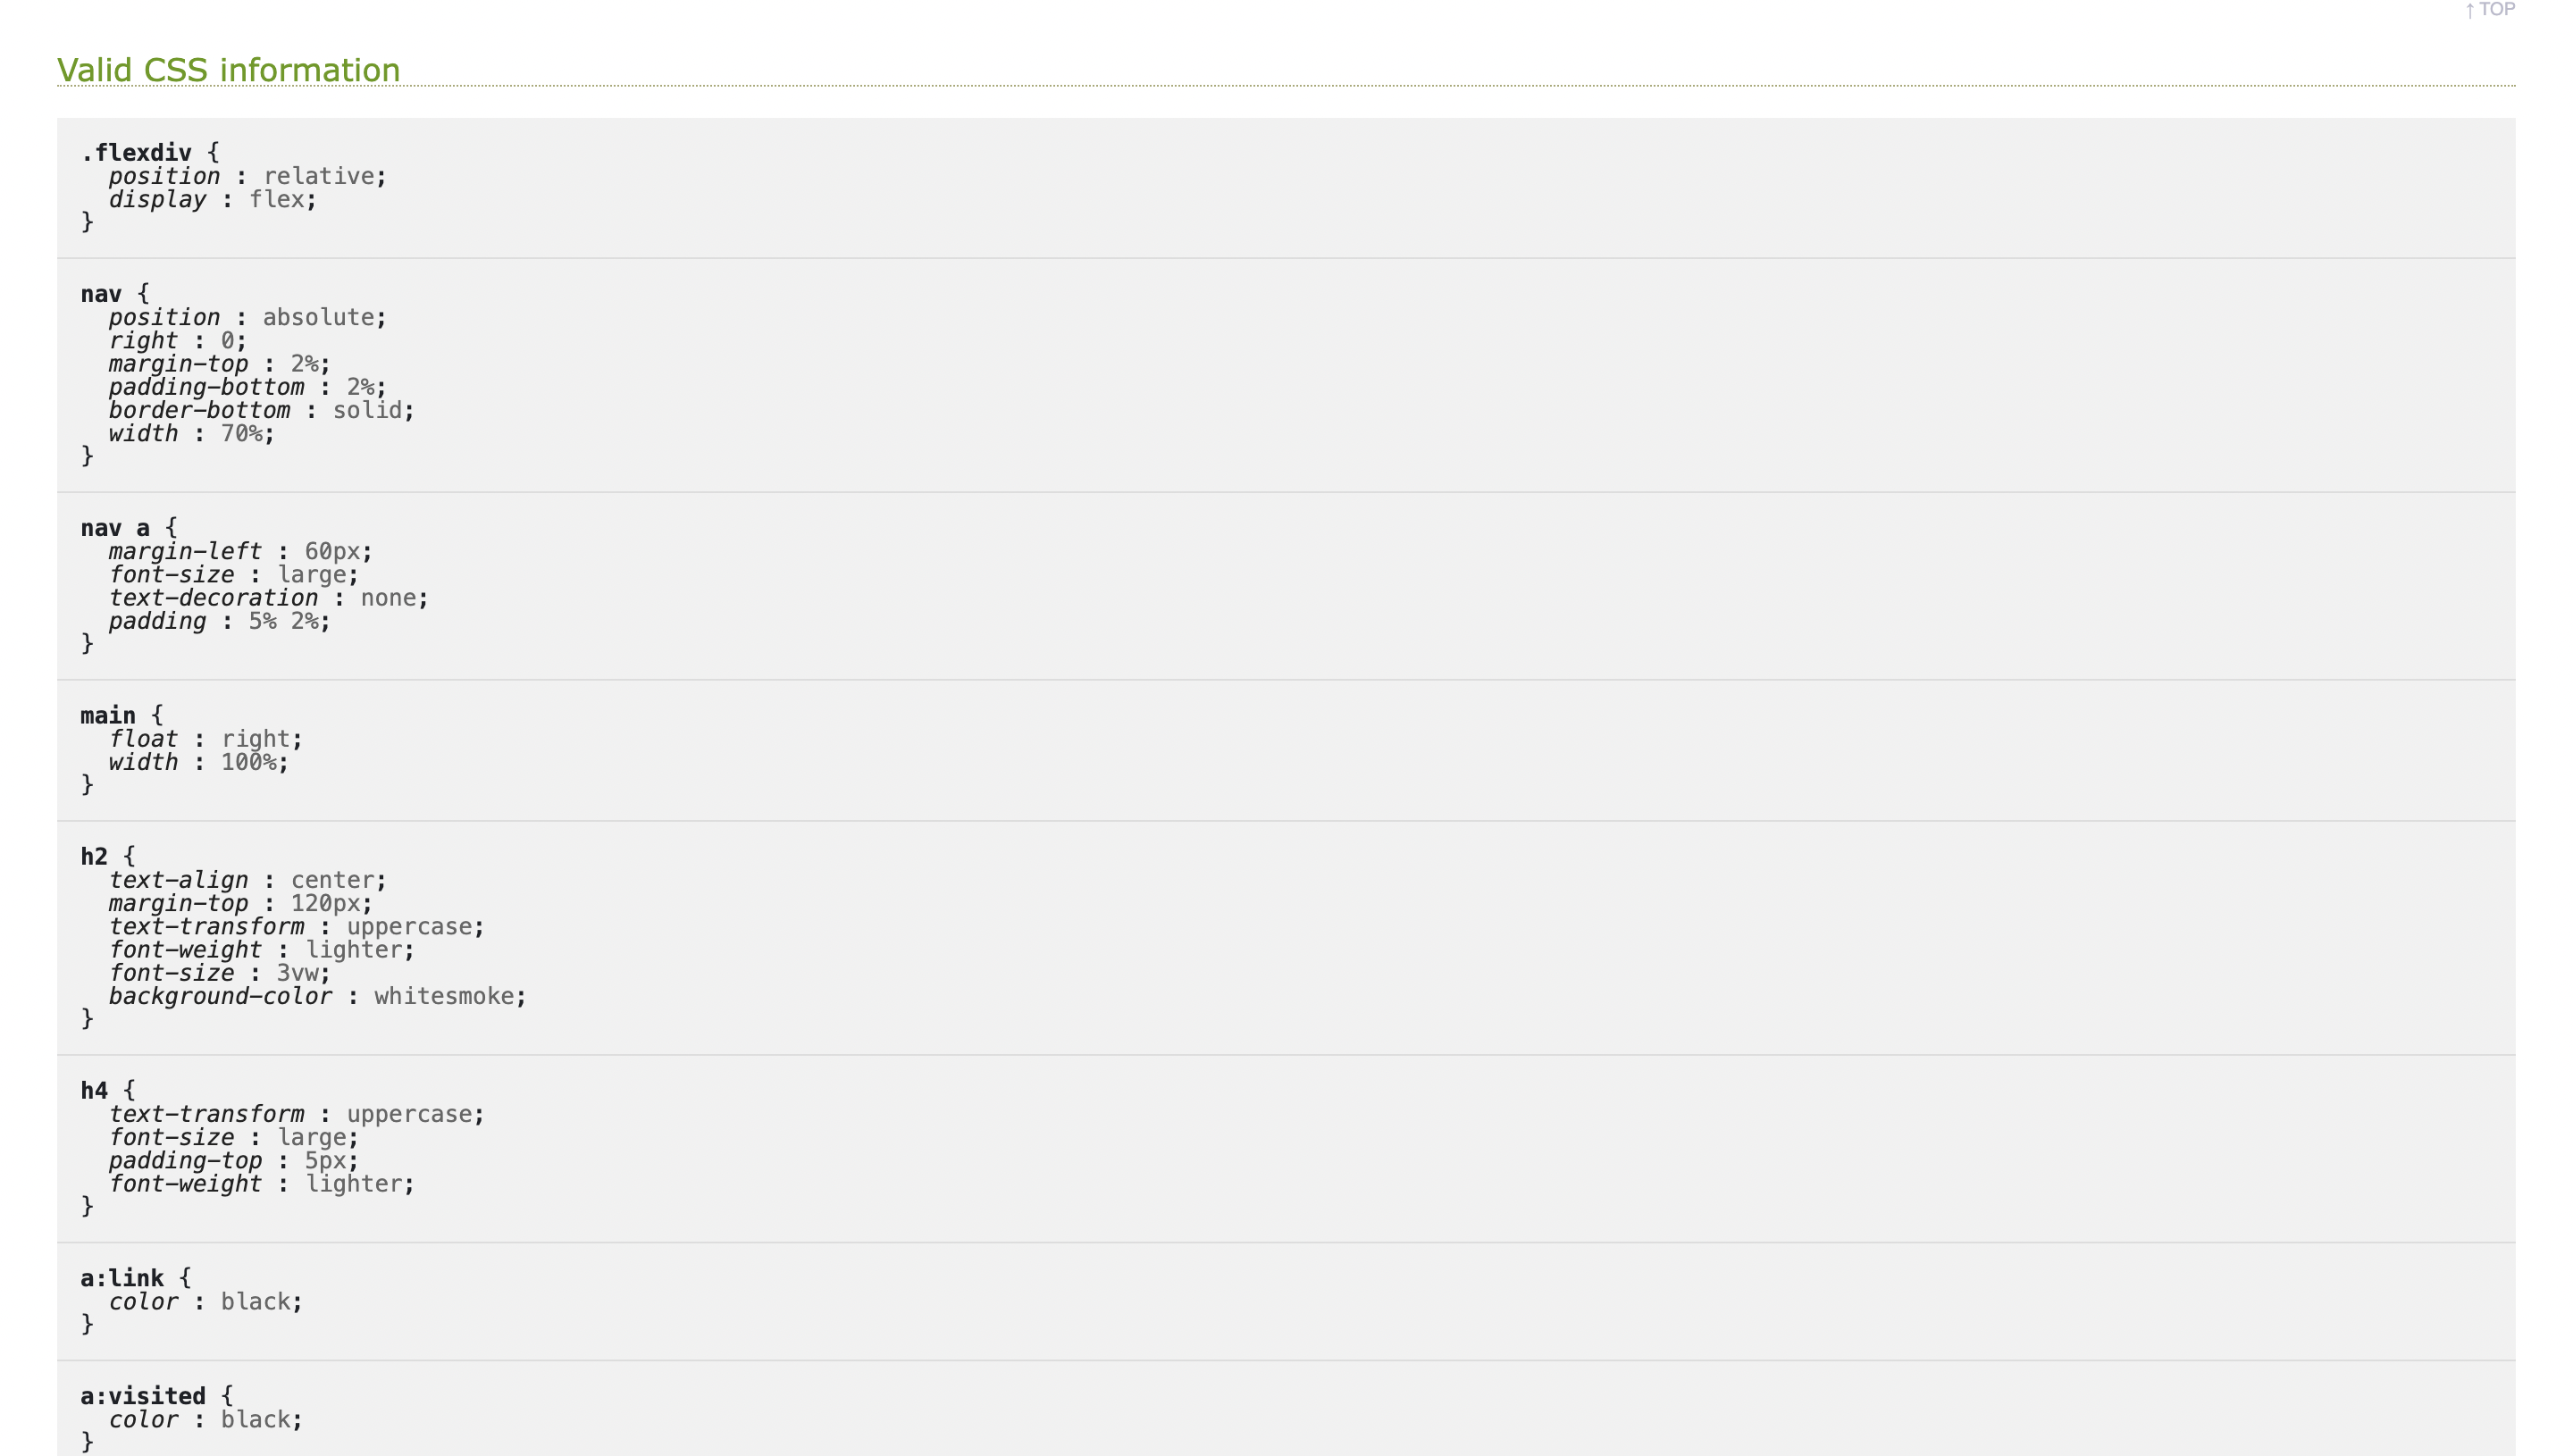 ↑ TOP
Valid CSS information
.flexdiv {
position : relative;
display : flex;
}
nav {
position : absolute;
right : 0;
margin-top : 2%;
padding-bottom : 2%;
border-bottom : solid;
width : 70%;
}
nav a {
margin-left : 60px;
font-size : large;
text-decoration : none;
padding : 5% 2%;
}
main {
float : right;
width : 100%;
}
h2 {
text-align : center;
margin-top : 120px;
text-transform : uppercase;
font-weight : lighter;
font-size : 3vw;
background-color : whitesmoke;
}
h4 {
text-transform : uppercase;
font-size : large;
padding-top : 5px;
font-weight : lighter;
}
a:link {
color : black;
}
a:visited {
color : black;
}